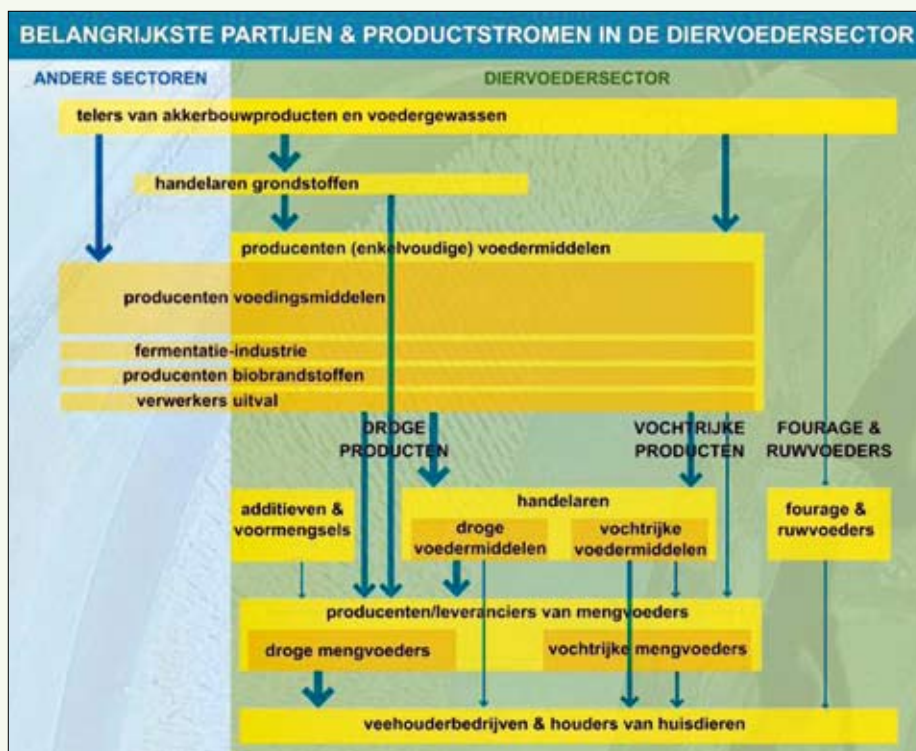 BELANGRIJKSTE PARTIJEN & PRODUCTSTROMEN IN DE DIERVOEDERSECTOR
ANDERE SECTOREN
DIERVOEDERSECTOR
telers van akkerbouwproducten en voedergewassen
handelaren grondstoffen
producenten (enkelvoudige) voedermiddelen
producenten voedingsmiddelen
fermentatie-industrie
producenten biobrandstoffen
verwerkers uitval
DROGE
PRODUCTEN
VOCHTRIJKE
PRODUCTEN
FOURAGE &
RUWVOEDERS
additieven &
voormengsels
handelaren
droge
voedermiddelen
vochtrijke
voedermiddelen
fourage &
ruwvoeders
producenten/leveranciers van mengvoeders
droge mengvoeders
vochtrijke mengvoeders
veehouderbedrijven & houders van huisdieren